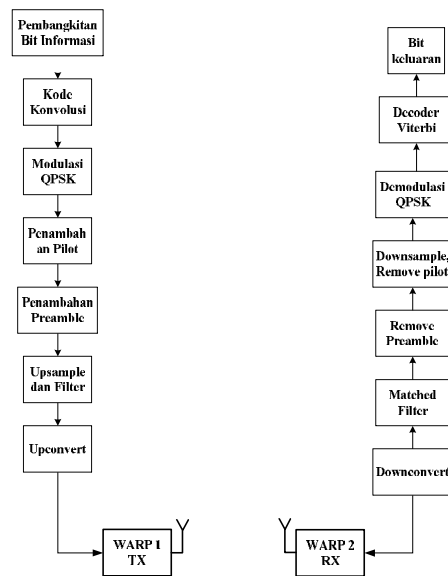 Pembangkitan
Bit Informasi
Kode
Konvolusi
Modulasi
QPSK
Penambah
an Pilot
Penambahan
Preamble
Upsample
dan Filter
Upconvert
WARP 1
TX
Bit
keluaran
Decoder
Viterbi
Demodulasi
QPSK
Downsample,
Remove pilot
Remove
Preamble
Matched
Filter
Downconvert
WARP 2
RX